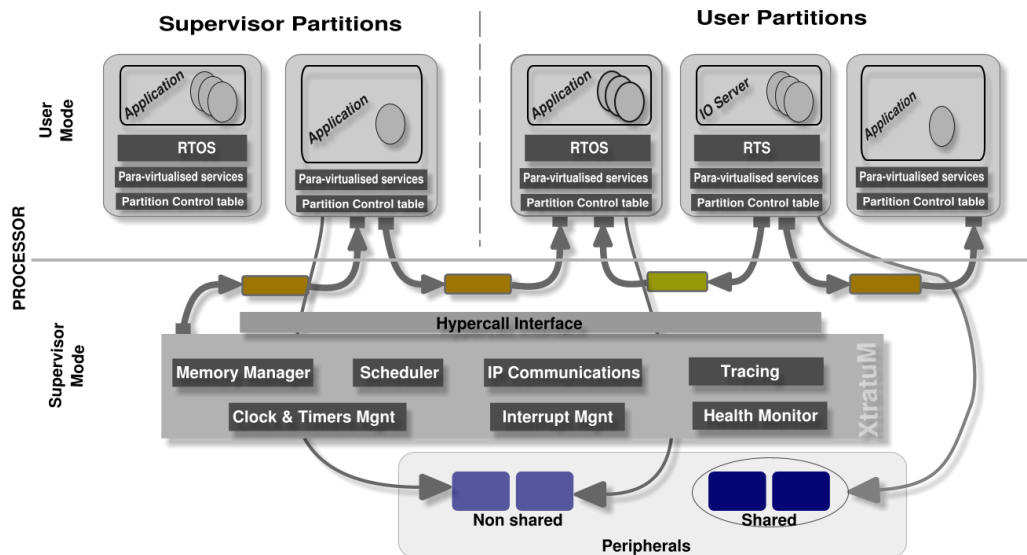 Supervisor Partitions
User Partitions
PROCESSOR
User
Mode
Application
RTOS
Para-virtualised services
Partition Control table
Application
Para-virtualised services
Partition Control table
Application
RTOS
Para-virtualised services
Partition Control table
IO Server
RTS
Para-virtualised services
Partition Control table
Application
Para-virtualised services
Partition Control table
Supervisor
Mode
Hypercall Interface
Memory Manager
Scheduler
IP Communications
Tracing
Clock & Timers Mgnt
Interrupt Mgnt
Health Monitor
XtratuM
Non shared
Shared
Peripherals